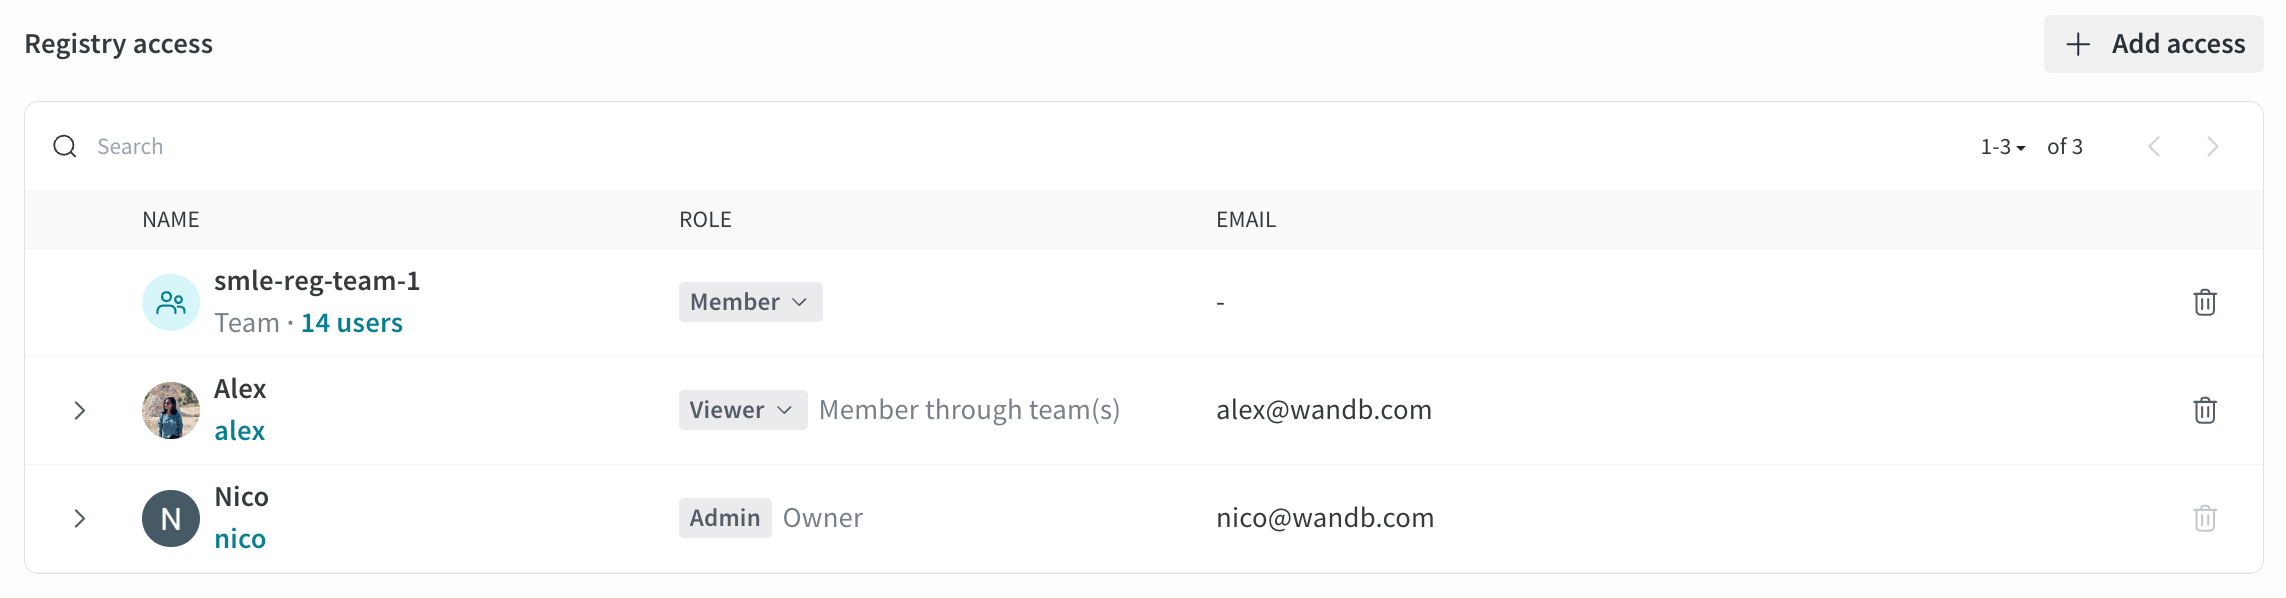 Registry access
Add access
Search
1-3 of 3
NAME ROLE EMAIL
smle-reg-team-1
Team · 14 users
Member
-
Alex
alex
Viewer Member through team(s)
alex@wandb.com
N
Nico
nico
Admin Owner
nico@wandb.com